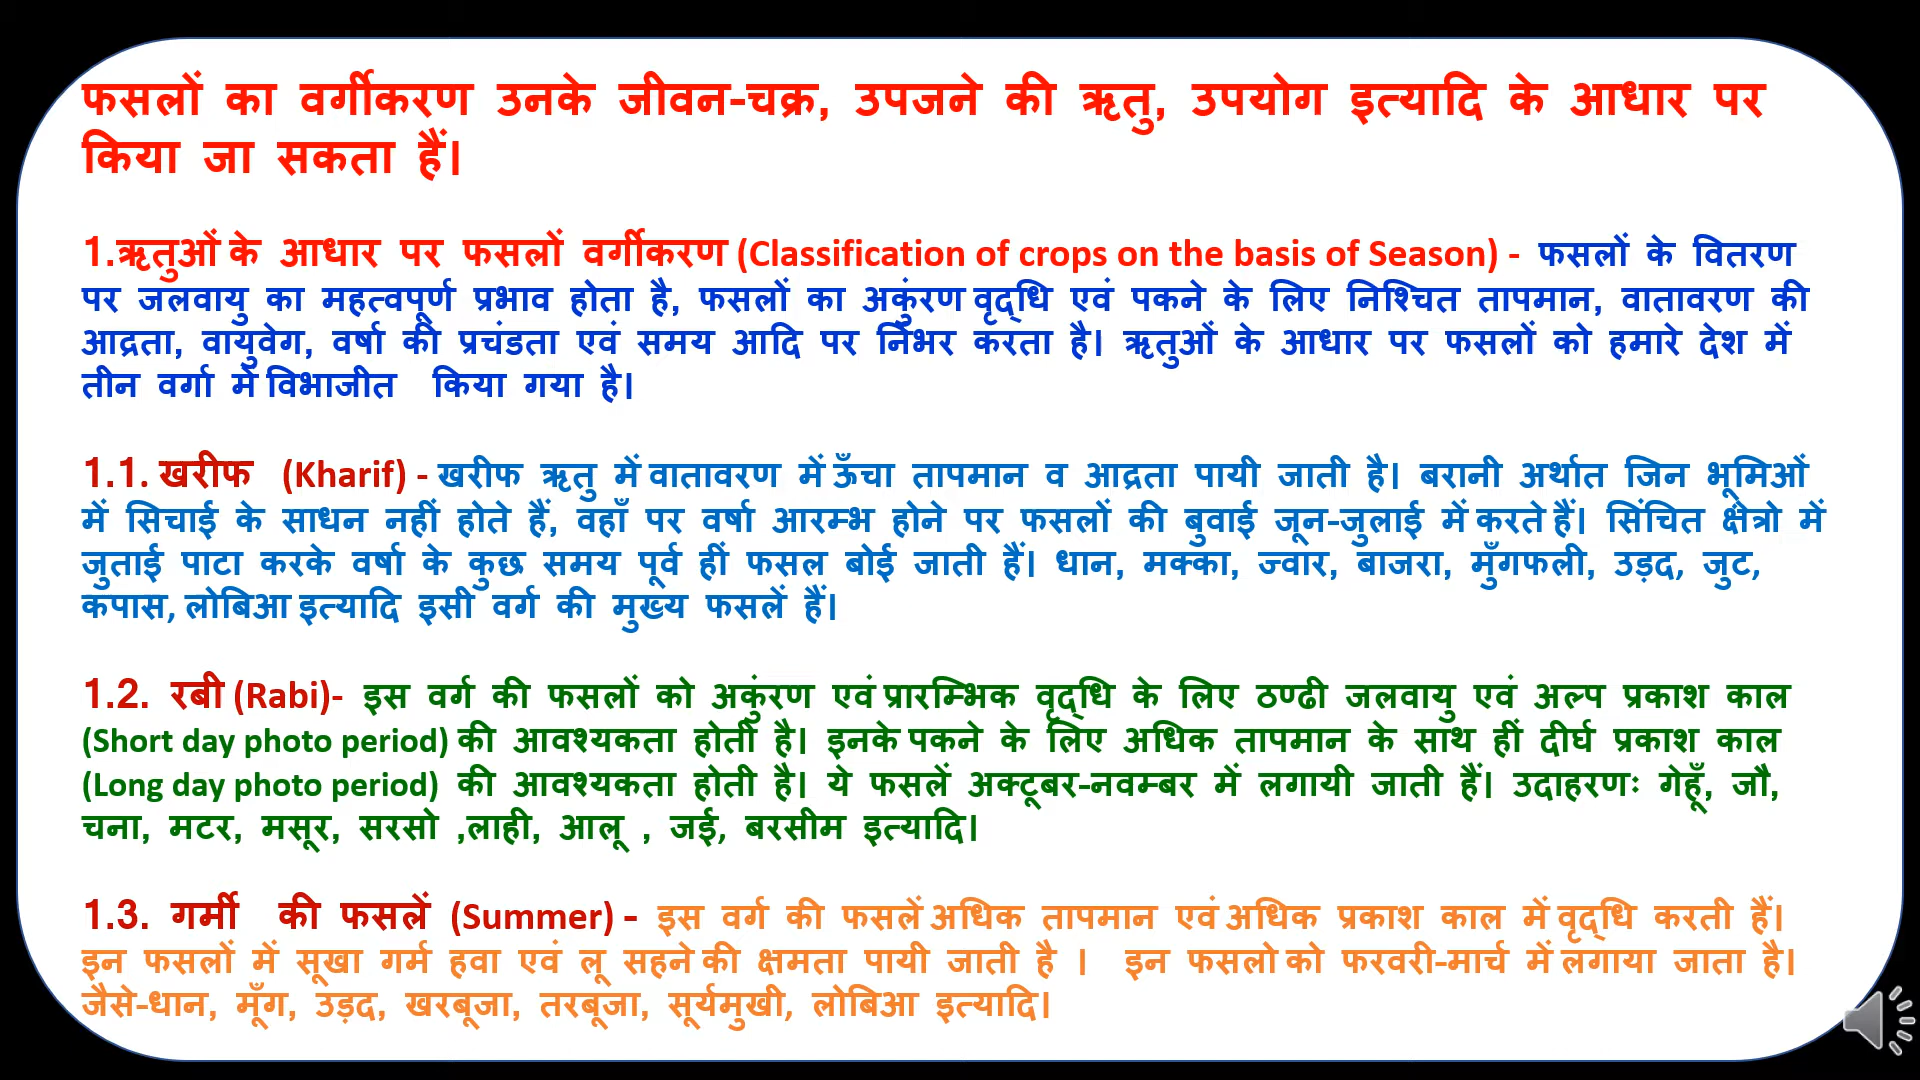 फसलों का वर्गीकरण उनके जीवन-चक्र, उपजने की ऋतु, उपयोग इत्यादि के आधार पर
किया जा सकता हैं।
1.ऋतुओं के आधार पर फसलों वर्गीकरण (Classification of crops on the basis of Season) - फसलों के वितरण
पर जलवायु का महत्वपूर्ण प्रभाव होता है, फसलों का अकुंरण वृद्धि एवं पकने के लिए निश्चित तापमान, वातावरण की
आद्रता, वायुवेग, वर्षा की प्रचंडता एवं समय आदि पर निर्भर करता है। ऋतुओं के आधार पर फसलों को हमारे देश में
तीन वर्गा में विभाजीत किया गया है।
1.1. खरीफ (Kharif) - खरीफ ऋतु में वातावरण में ऊँचा तापमान व आद्रता पायी जाती है। बरानी अर्थात जिन भूमिओं
में सिचाई के साधन नहीं होते हैं, वहाँ पर वर्षा आरम्भ होने पर फसलों की बुवाई जून-जुलाई में करते हैं। सिंचित क्षेत्रो में
जुताई पाटा करके वर्षा के कुछ समय पूर्व हीं फसल बोई जाती हैं। धान, मक्का, ज्वार, बाजरा, मुँगफली, उड़द, जुट,
कपास, लोबिआ इत्यादि इसी वर्ग की मुख्य फसलें हैं।
1.2. रबी (Rabi)- इस वर्ग की फसलों को अकुंरण एवं प्रारम्भिक वृद्धि के लिए ठण्ढी जलवायु एवं अल्प प्रकाश काल
(Short day photo period) की आवश्यकता होती है। इनके पकने के लिए अधिक तापमान के साथ हीं दीर्घ प्रकाश काल
(Long day photo period) की आवश्यकता होती है। ये फसलें अक्टूबर-नवम्बर में लगायी जाती हैं। उदाहरणः गेहूँ, जौ,
चना, मटर, मसूर, सरसो ,लाही, आलू , जई, बरसीम इत्यादि।
1.3. गर्मी की फसलें (Summer) – इस वर्ग की फसलें अधिक तापमान एवं अधिक प्रकाश काल में वृद्धि करती हैं।
इन फसलों में सूखा गर्म हवा एवं लू सहने की क्षमता पायी जाती है । इन फसलो को फरवरी-मार्च में लगाया जाता है।
जैसे-धान, मूँग, उड़द, खरबूजा, तरबूजा, सूर्यमुखी, लोबिआ इत्यादि।